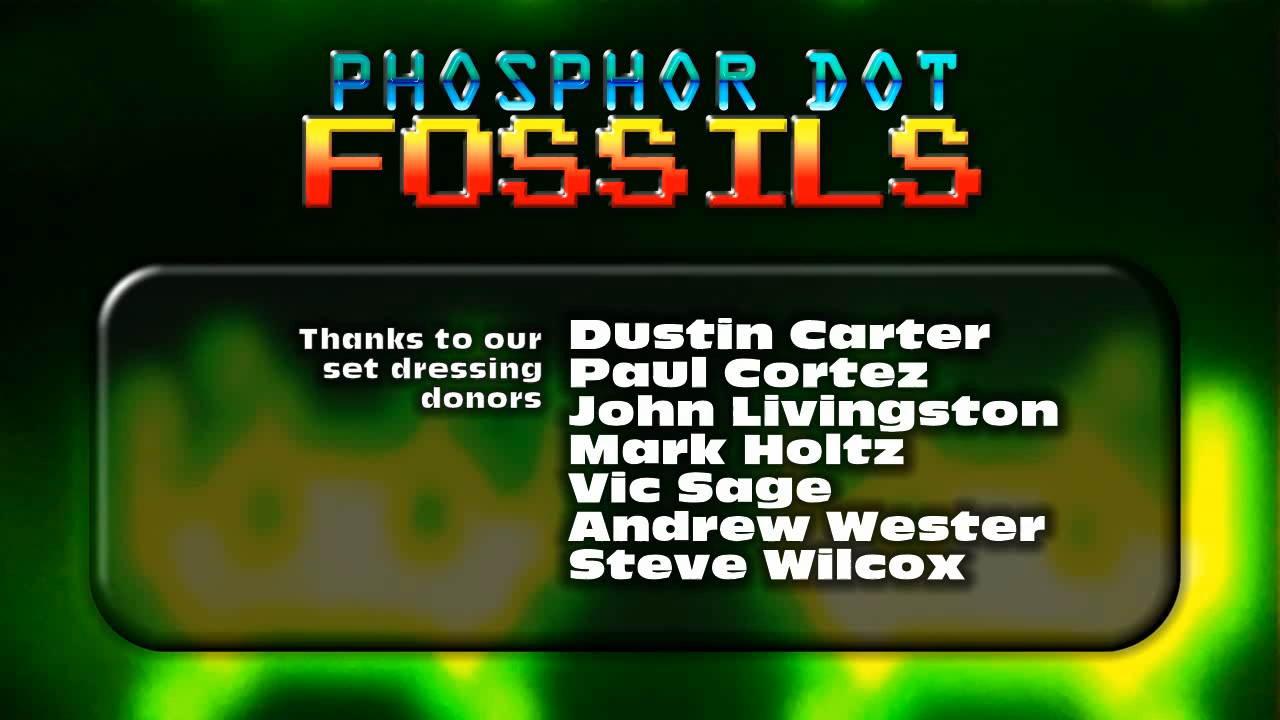 PHOSPHOR DOT
FOSSILS
Thanks to our
set dressing
donors
Dustin Carter
Paul Cortez
John Livingston
Mark Holtz
Vic Sage
Andrew Wester
Steve Wilcox